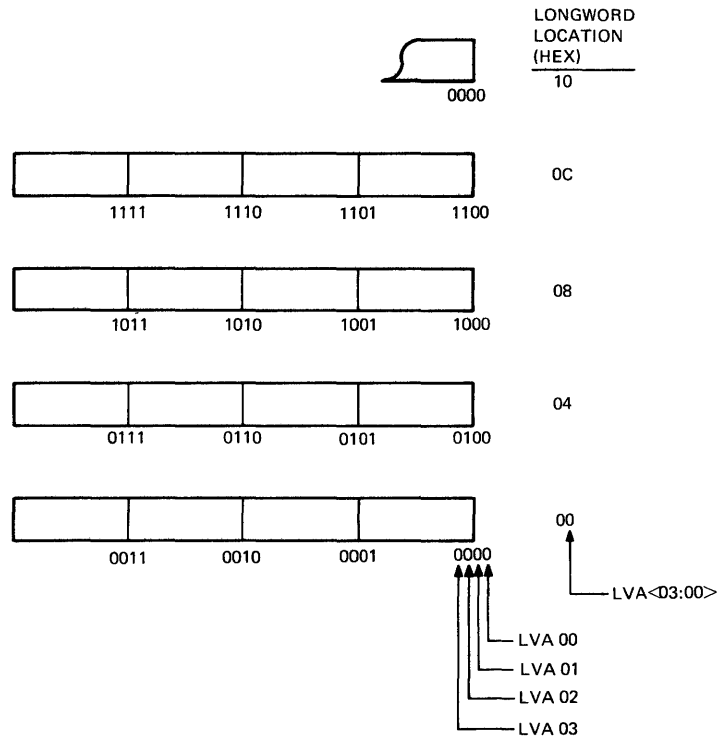 LONGWORD
LOCATION
(HEX)
10
0000
0C
1111 1110 1101 1100
08
1011 1010 1001 1000
04
0111 0110 0101 0100
00
0011 0010 0001 0000
LVA<03:00>
LVA 00
LVA 01
LVA 02
LVA 03